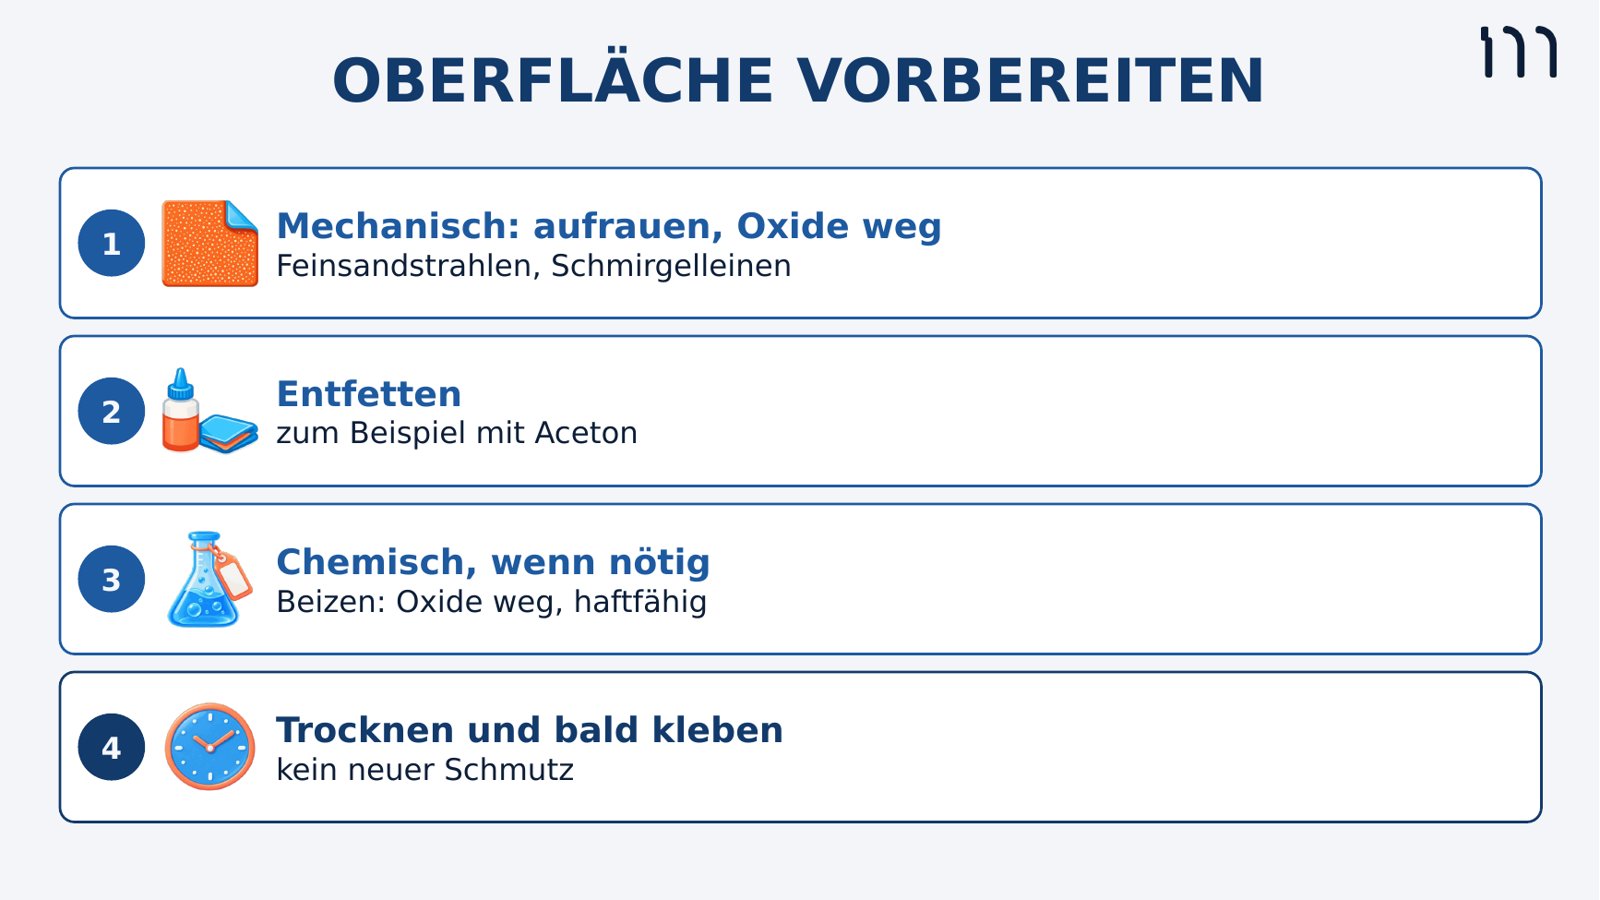 OBERFLÄCHE VORBEREITEN
1
Mechanisch: aufrauen, Oxide weg
Feinsandstrahlen, Schmirgelleinen
2
Entfetten
zum Beispiel mit Aceton
3
Chemisch, wenn nötig
Beizen: Oxide weg, haftfähig
4
Trocknen und bald kleben
kein neuer Schmutz